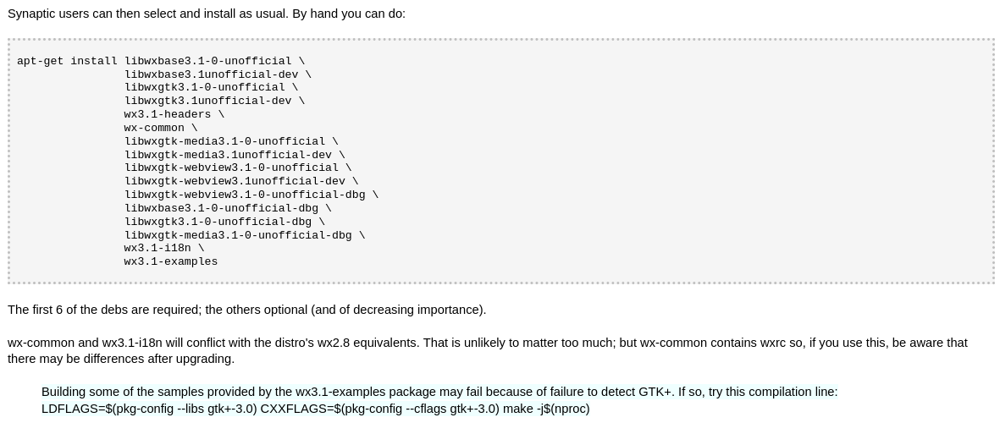 Synaptic users can then select and install as usual. By hand you can do:
apt-get install libwxbase3.1-0-unofficial \
libwxbase3.1unofficial-dev \
libwxgtk3.1-0-unofficial \
libwxgtk3.1unofficial-dev \
wx3.1-headers \
wx-common \
libwxgtk-media3.1-0-unofficial \
libwxgtk-media3.1unofficial-dev \
libwxgtk-webview3.1-0-unofficial \
libwxgtk-webview3.1unofficial-dev \
libwxgtk-webview3.1-0-unofficial-dbg \
libwxbase3.1-0-unofficial-dbg \
libwxgtk3.1-0-unofficial-dbg \
libwxgtk-media3.1-0-unofficial-dbg \
wx3.1-i18n \
wx3.1-examples
The first 6 of the debs are required; the others optional (and of decreasing importance).
wx-common and wx3.1-i18n will conflict with the distro's wx2.8 equivalents. That is unlikely to matter too much; but wx-common contains wxrc so, if you use this, be aware that
there may be differences after upgrading.
Building some of the samples provided by the wx3.1-examples package may fail because of failure to detect GTK+. If so, try this compilation line:
LDFLAGS=$(pkg-config --libs gtk+-3.0) CXXFLAGS=$(pkg-config --cflags gtk+-3.0) make -j$(nproc)